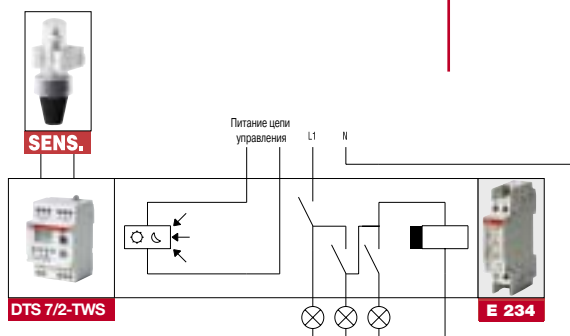 SENS.
Питание цепи
управления
L1
N
DTS 7/2-TWS
E 234